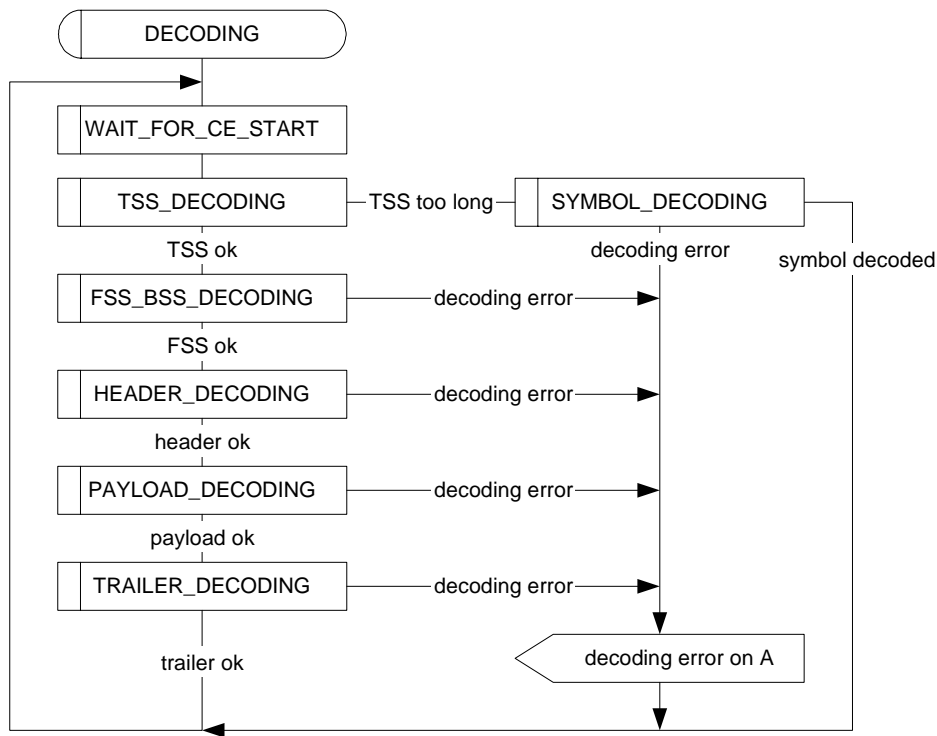 DECODING
WAIT_FOR_CE_START
TSS_DECODING
TSS too long
SYMBOL_DECODING
TSS ok
decoding error
symbol decoded
FSS_BSS_DECODING
decoding error
FSS ok
HEADER_DECODING
decoding error
header ok
PAYLOAD_DECODING
decoding error
payload ok
TRAILER_DECODING
decoding error
trailer ok
decoding error on A